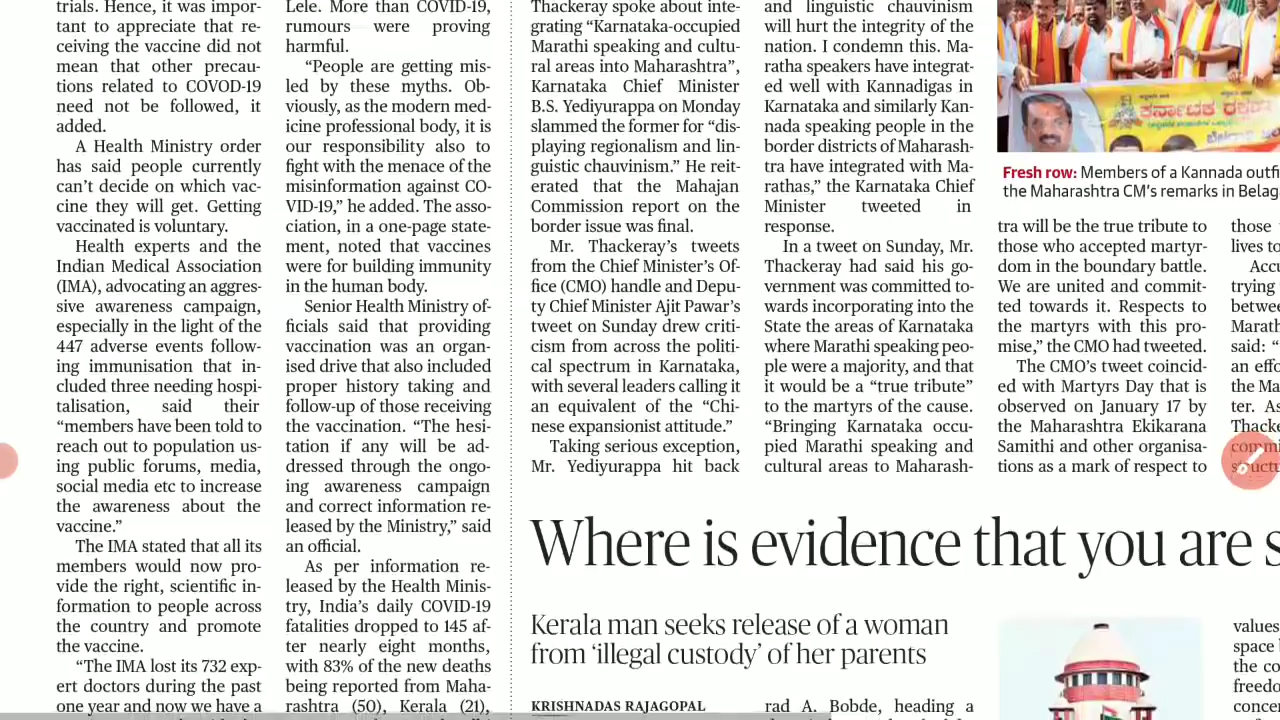 trials. Hence, it was impor-
tant to appreciate that re-
ceiving the vaccine did not
mean that other precau-
tions related to COVOD-19
need not be followed, it
added.
A Health Ministry order
has said people currently
can’t decide on which vac-
cine they will get. Getting
vaccinated is voluntary.
Health experts and the
Indian Medical Association
(IMA), advocating an aggres-
sive awareness campaign,
especially in the light of the
447 adverse events follow-
ing immunisation that in-
cluded three needing hospi-
talisation, said their
“members have been told to
reach out to population us-
ing public forums, media,
social media etc to increase
the awareness about the
vaccine.”
The IMA stated that all its
members would now pro-
vide the right, scientific in-
formation to people across
the country and promote
the vaccine.
“The IMA lost its 732 exp-
ert doctors during the past
one year and now we have a
Lele. More than COVID-19,
rumours were proving
harmful.
“People are getting mis-
led by these myths. Ob-
viously, as the modern med-
icine professional body, it is
our responsibility also to
fight with the menace of the
misinformation against CO-
VID-19,” he added. The asso-
ciation, in a one-page state-
ment, noted that vaccines
were for building immunity
in the human body.
Senior Health Ministry of-
ficials said that providing
vaccination was an organ-
ised drive that also included
proper history taking and
follow-up of those receiving
the vaccination. “The hesi-
tation if any will be ad-
dressed through the ongo-
ing awareness campaign
and correct information re-
leased by the Ministry,” said
an official.
As per information re-
leased by the Health Minis-
try, India’s daily COVID-19
fatalities dropped to 145 af-
ter nearly eight months,
with 83% of the new deaths
being reported from Maha-
rashtra (50), Kerala (21),
Thackeray spoke about inte-
grating “Karnataka-occupied
Marathi speaking and cultu-
ral areas into Maharashtra”,
Karnataka Chief Minister
B.S. Yediyurappa on Monday
slammed the former for “dis-
playing regionalism and lin-
guistic chauvinism.” He reit-
erated that the Mahajan
Commission report on the
border issue was final.
Mr. Thackeray’s tweets
from the Chief Minister’s Of-
fice (CMO) handle and Depu-
ty Chief Minister Ajit Pawar’s
tweet on Sunday drew criti-
cism from across the politi-
cal spectrum in Karnataka,
with several leaders calling it
an equivalent of the “Chi-
nese expansionist attitude.”
Taking serious exception,
Mr. Yediyurappa hit back
and linguistic chauvinism
will hurt the integrity of the
nation. I condemn this. Ma-
ratha speakers have integrat-
ed well with Kannadigas in
Karnataka and similarly Kan-
nada speaking people in the
border districts of Maharash-
tra have integrated with Ma-
rathas,” the Karnataka Chief
Minister tweeted in
response.
In a tweet on Sunday, Mr.
Thackeray had said his go-
vernment was committed to-
wards incorporating into the
State the areas of Karnataka
where Marathi speaking peo-
ple were a majority, and that
it would be a “true tribute”
to the martyrs of the cause.
“Bringing Karnataka occu-
pied Marathi speaking and
cultural areas to Maharash-
ಕರ್ನಾಟಕ
Fresh row: Members of a Kannada outfi
the Maharashtra CM’s remarks in Belag
tra will be the true tribute to
those who accepted martyr-
dom in the boundary battle.
We are united and commit-
ted towards it. Respects to
the martyrs with this pro-
mise,” the CMO had tweeted.
The CMO’s tweet coincid-
ed with Martyrs Day that is
observed on January 17 by
the Maharashtra Ekikarana
Samithi and other organisa-
tions as a mark of respect to
those
lives to
Accu
trying
betwee
Marath
said: “
an effo
the Ma
ter. As
Thacke
Where is evidence that you are s
Kerala man seeks release of a woman
from ‘illegal custody’ of her parents
KRISHNADAS RAJAGOPAL
rad A. Bobde, heading a
values
space
the co
freedo
concer